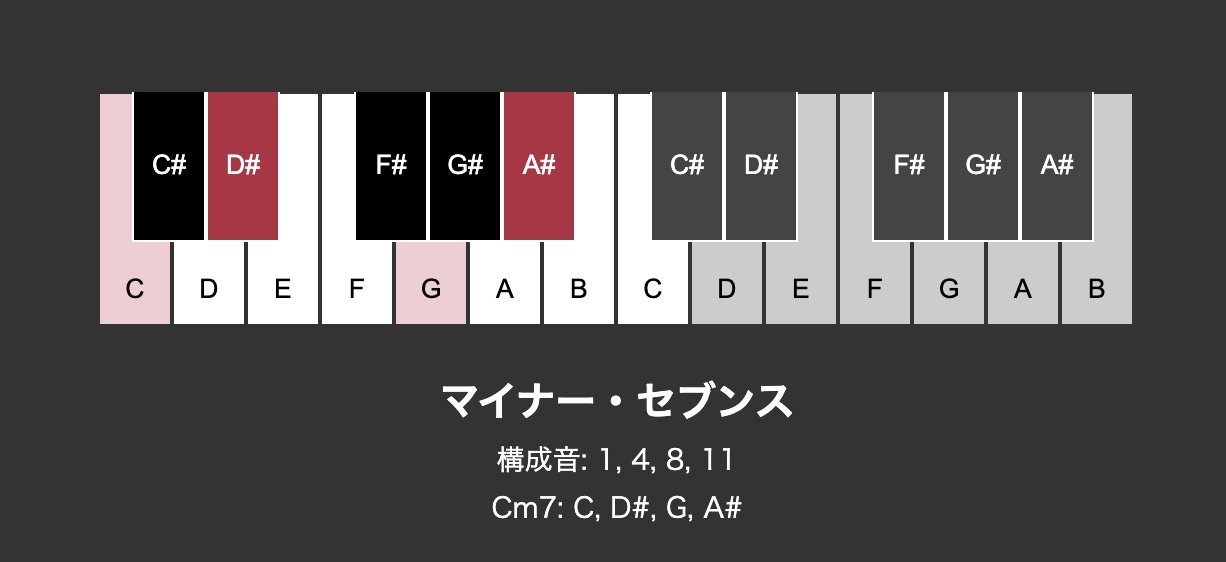 C# D# F# G# A# C# D# F# G# A#
C D E F G A B C D E F G A B
マイナー・セブンス
構成音: 1, 4, 8, 11
Cm7: C, D#, G, A#